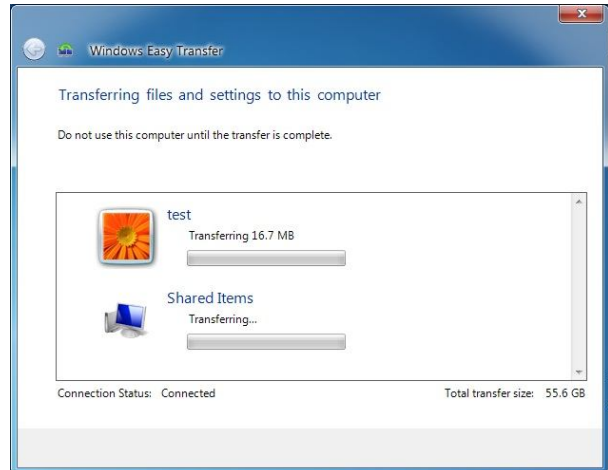 Windows Easy Transfer
Transferring files and settings to this computer
Do not use this computer until the transfer is complete.
test
Transferring 16.7 MB
Shared Items
Transferring...
Connection Status: Connected Total transfer size: 55.6 GB